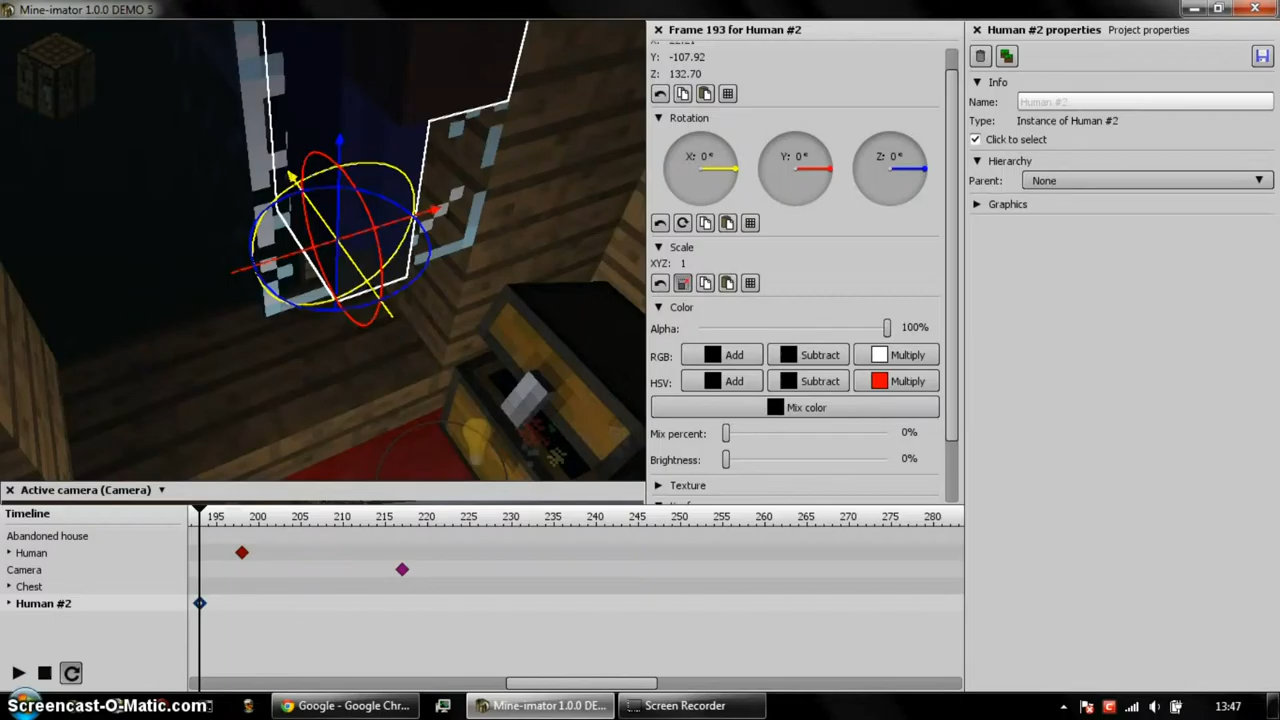 Mine-imator 1.0.0 DEMO 5
Frame 193 for Human #2
Y: -107.92
Z: 132.70
Rotation
X: 0°
Y: 0°
Z: 0°
Scale
XYZ: 1
Color
Alpha: 100%
RGB: Add Subtract Multiply
HSV: Add Subtract Multiply
Mix color
Mix percent: 0%
Brightness: 0%
Texture
Human #2 properties Project properties
Info
Name: Human #2
Type: Instance of Human #2
Click to select
Hierarchy
Parent: None
Graphics
Active camera (Camera)
Timeline
195 200 205 210 215 220 225 230 235 240 245 250 255 260 265 270 275 280
Abandoned house
Human
Camera
Chest
Human #2
Screencast-O-Matic.com
Google - Google Chr...
Mine-imator 1.0.0 DE...
Screen Recorder
13:47